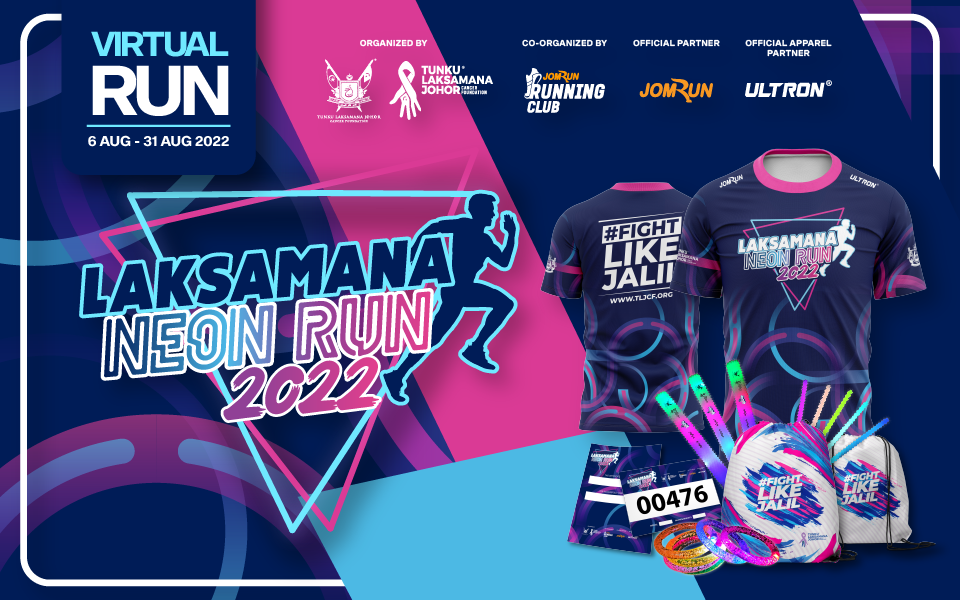 VIRTUAL
RUN
6 AUG - 31 AUG 2022
ORGANIZED BY
TUNKU LAKSAMANA JOHOR
CANCER FOUNDATION
TUNKU
LAKSAMANA
JOHOR CANCER FOUNDATION
CO-ORGANIZED BY
JOMRUN
RUNNING
CLUB
OFFICIAL PARTNER
JOMRUN
OFFICIAL APPAREL
PARTNER
ULTRON®
LAKSAMANA
NEON RUN
2022
#FIGHT
LIKE
JALIL
WWW.TLJCF.ORG
JOMRUN
ULTRON
LAKSAMANA
NEON RUN
2022
LAKSAMANA
LAKSAMANA
00476
#FIGHT
LIKE
JALIL
#FIGHT
LIKE
JALIL